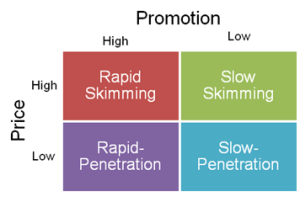 Promotion
High Low
Price
High
Rapid
Skimming
Slow
Skimming
Low
Rapid-
Penetration
Slow-
Penetration